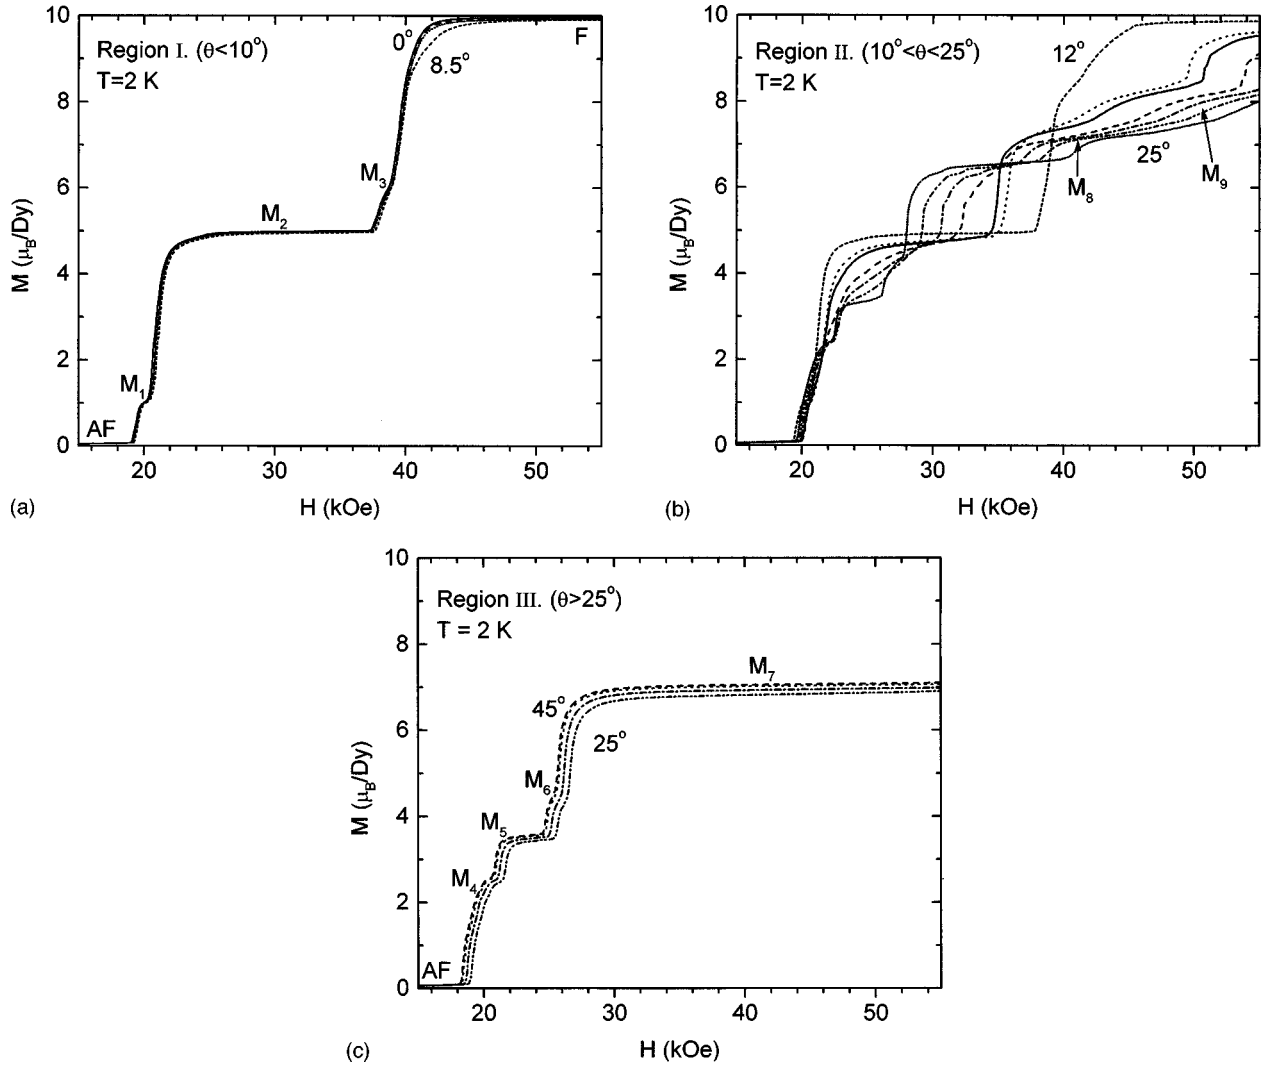 10
8
6
4
2
0
M (μB/Dy)
Region I. (θ<10°)
T=2 K
0°
8.5°
F
M3
M2
M1
AF
20 30 40 50
(a) H (kOe)
10
8
6
4
2
0
M (μB/Dy)
Region II. (10°<θ<25°)
T=2 K
12°
25°
M8
M9
20 30 40 50
(b) H (kOe)
10
8
6
4
2
0
M (μB/Dy)
Region III. (θ>25°)
T = 2 K
M7
45°
25°
M6
M5
M4
AF
20 30 40 50
(c) H (kOe)